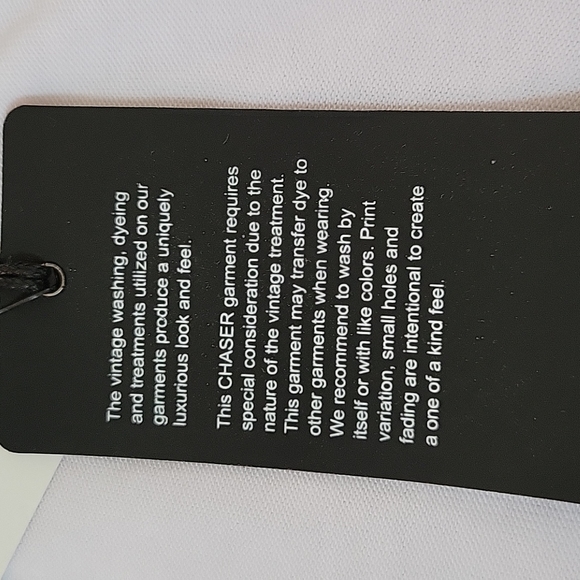 The vintage washing, dyeing
and treatments utilized on our
garments produce a uniquely
luxurious look and feel.
This CHASER garment requires
special consideration due to the
nature of the vintage treatment.
This garment may transfer dye to
other garments when wearing.
We recommend to wash by
itself or with like colors. Print
variation, small holes and
fading are intentional to create
a one of a kind feel.